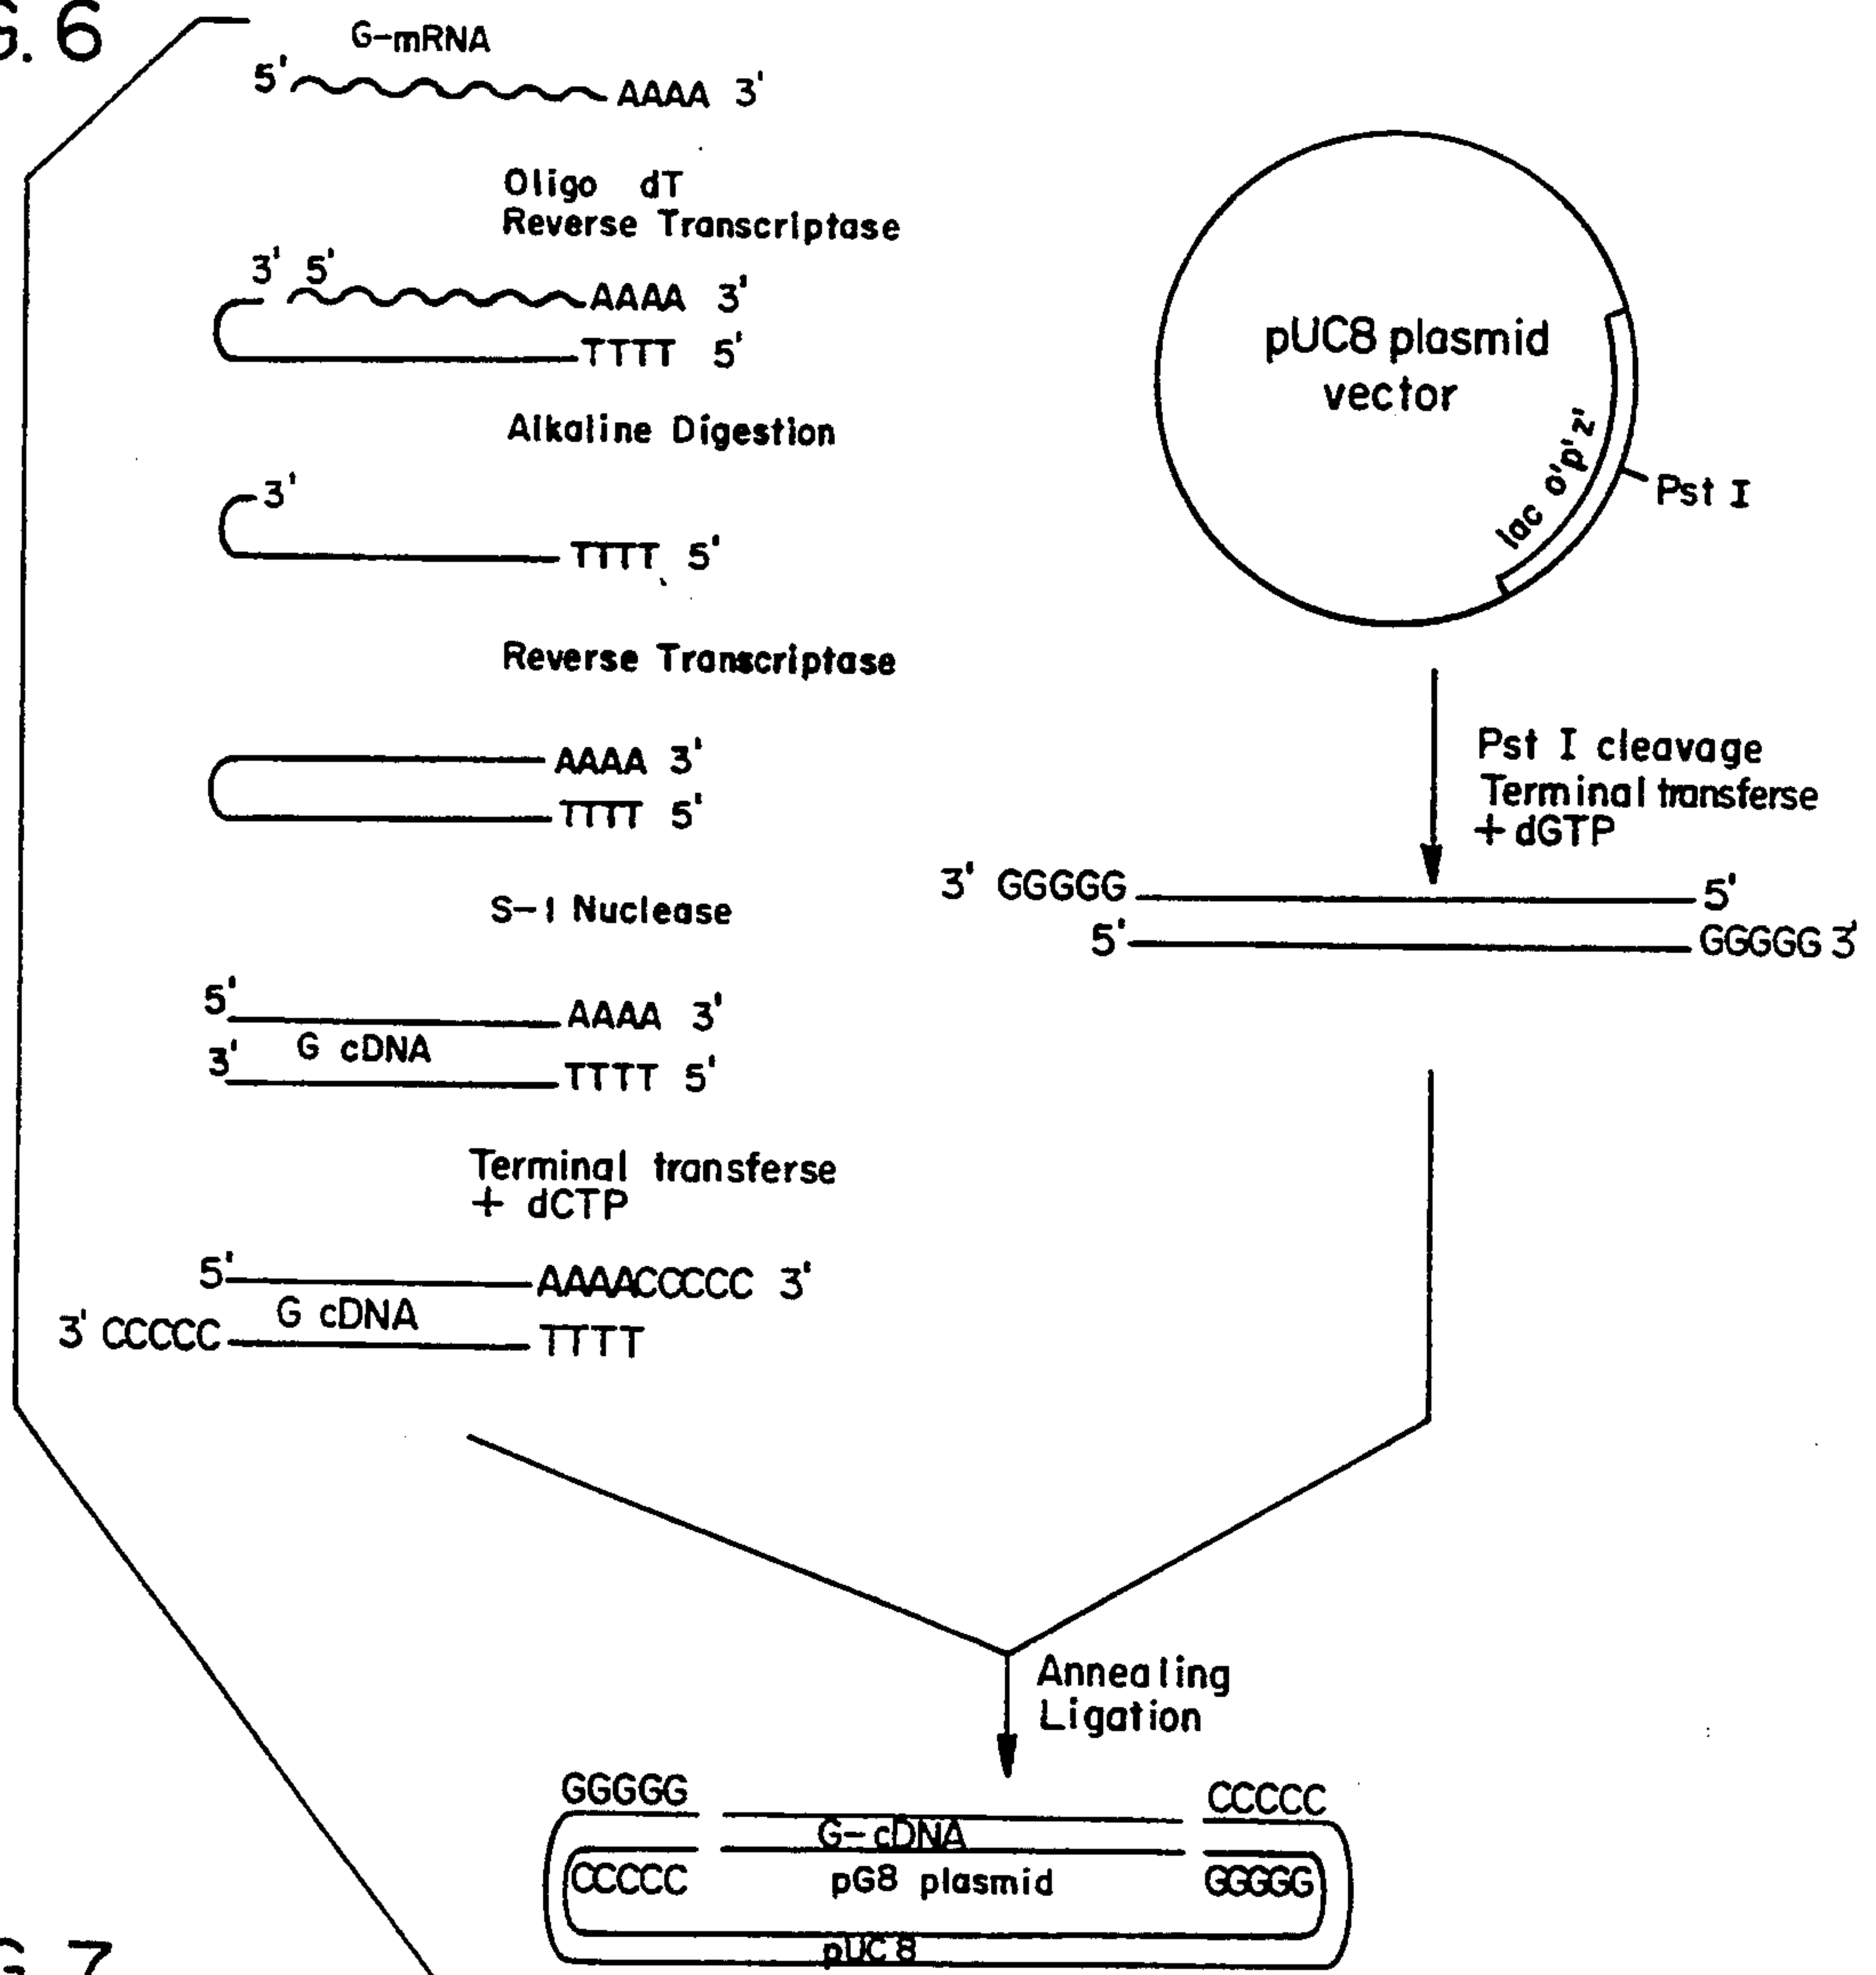 G. 6
G-mRNA
5' AAAA 3'
Oligo dT
Reverse Transcriptase
3' 5' AAAA 3'
TTTT 5'
Alkaline Digestion
3'
TTTT 5'
Reverse Transcriptase
AAAA 3'
TTTT 5'
S-1 Nuclease
5' AAAA 3'
G cDNA
3' TTTT 5'
Terminal transferse
+ dCTP
5' AAAACCCCC 3'
G cDNA
3' CCCCC TTTT
pUC8 plasmid
vector
lac o'p'z'
Pst I
Pst I cleavage
Terminal transferse
+ dGTP
3' GGGGG 5'
5' GGGGG 3'
Annealing
Ligation
GGGGG CCCCC
G-cDNA
CCCCC pG8 plasmid GGGGG
pUC 8
G 7